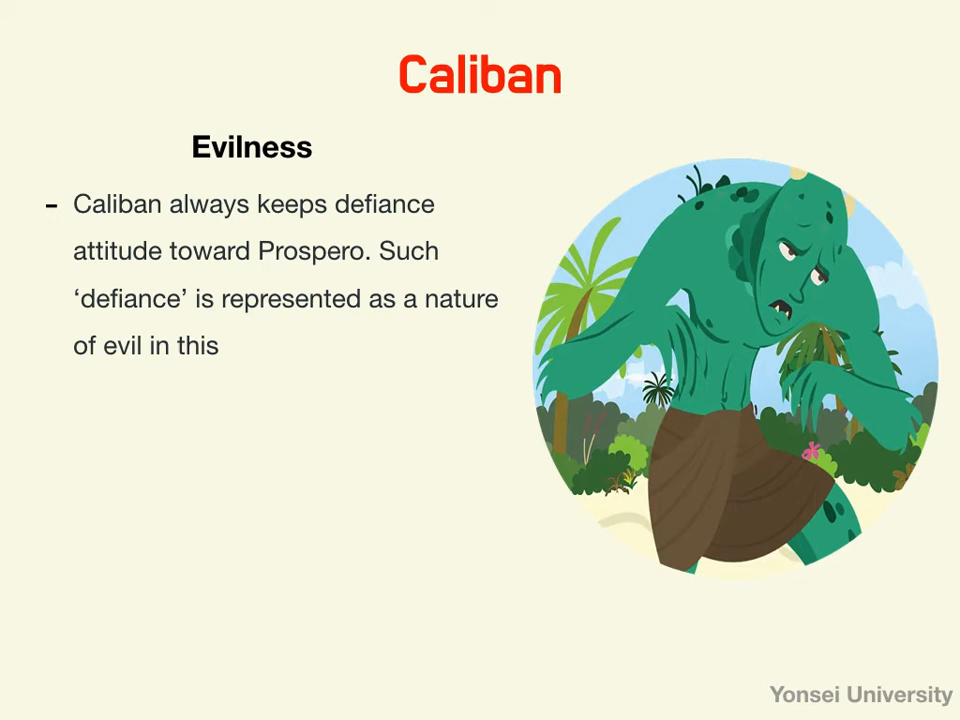 Caliban
Evilness
- Caliban always keeps defiance
attitude toward Prospero. Such
‘defiance’ is represented as a nature
of evil in this
Yonsei University